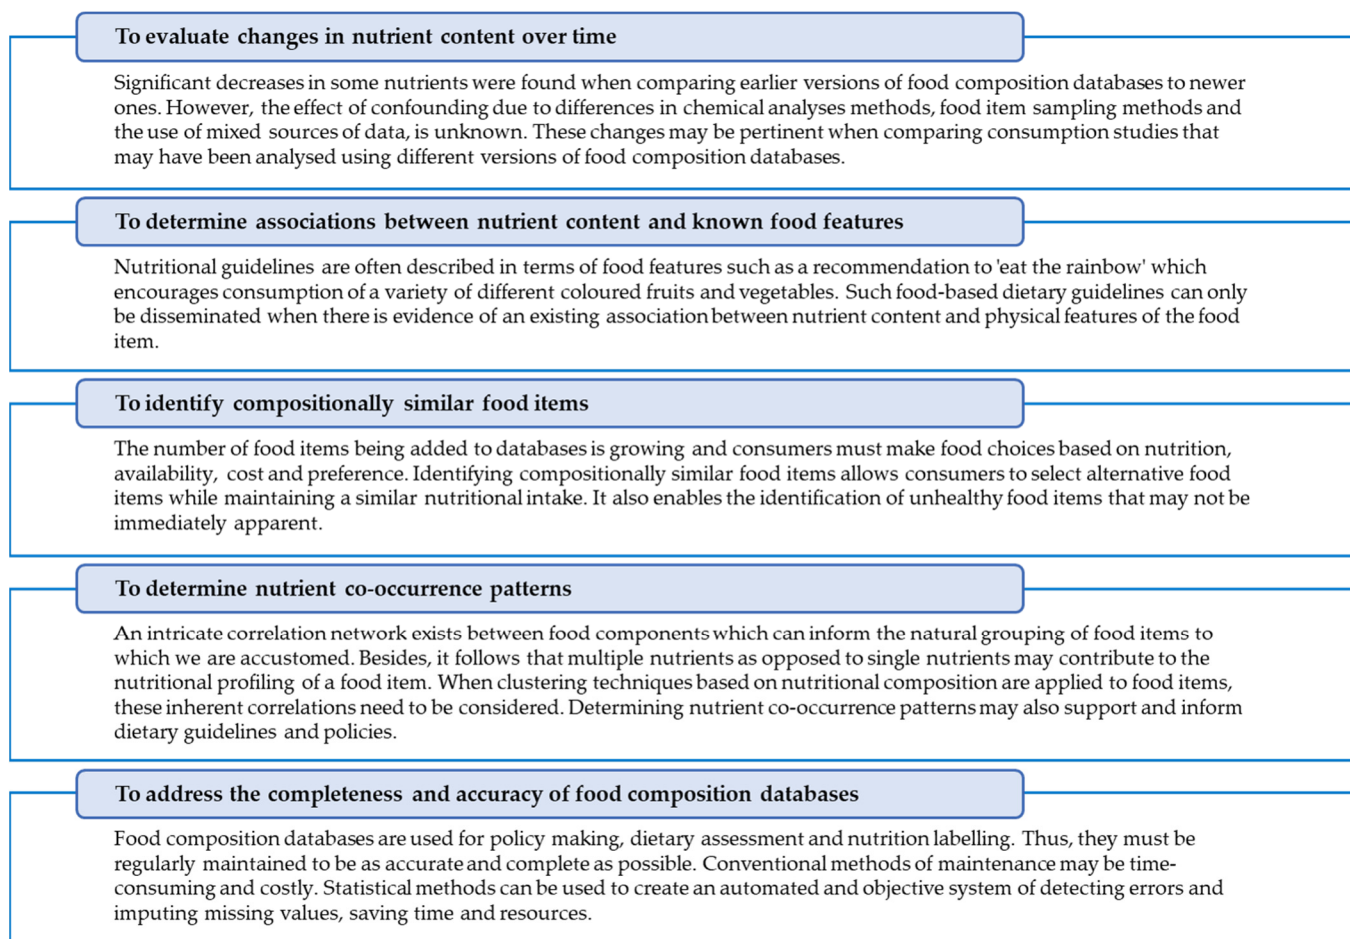 To evaluate changes in nutrient content over time
Significant decreases in some nutrients were found when comparing earlier versions of food composition databases to newer
ones. However, the effect of confounding due to differences in chemical analyses methods, food item sampling methods and
the use of mixed sources of data, is unknown. These changes may be pertinent when comparing consumption studies that
may have been analysed using different versions of food composition databases.
To determine associations between nutrient content and known food features
Nutritional guidelines are often described in terms of food features such as a recommendation to 'eat the rainbow' which
encourages consumption of a variety of different coloured fruits and vegetables. Such food-based dietary guidelines can only
be disseminated when there is evidence of an existing association between nutrient content and physical features of the food
item.
To identify compositionally similar food items
The number of food items being added to databases is growing and consumers must make food choices based on nutrition,
availability, cost and preference. Identifying compositionally similar food items allows consumers to select alternative food
items while maintaining a similar nutritional intake. It also enables the identification of unhealthy food items that may not be
immediately apparent.
To determine nutrient co-occurrence patterns
An intricate correlation network exists between food components which can inform the natural grouping of food items to
which we are accustomed. Besides, it follows that multiple nutrients as opposed to single nutrients may contribute to the
nutritional profiling of a food item. When clustering techniques based on nutritional composition are applied to food items,
these inherent correlations need to be considered. Determining nutrient co-occurrence patterns may also support and inform
dietary guidelines and policies.
To address the completeness and accuracy of food composition databases
Food composition databases are used for policy making, dietary assessment and nutrition labelling. Thus, they must be
regularly maintained to be as accurate and complete as possible. Conventional methods of maintenance may be time-
consuming and costly. Statistical methods can be used to create an automated and objective system of detecting errors and
imputing missing values, saving time and resources.